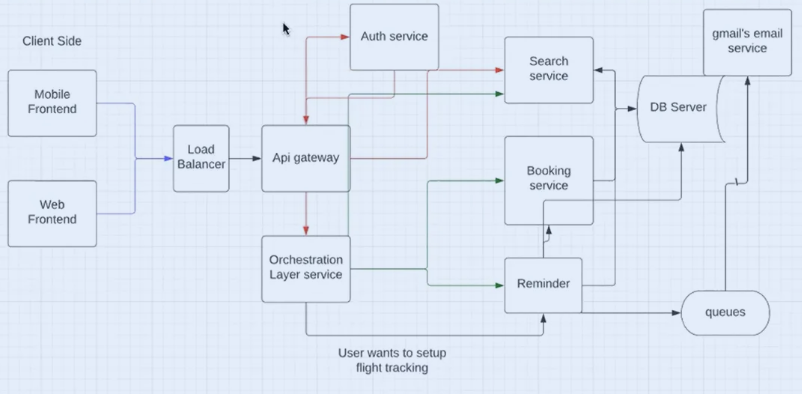 Client Side
Mobile
Frontend
Web
Frontend
Load
Balancer
Auth service
Api gateway
Orchestration
Layer service
Search
service
Booking
service
Reminder
DB Server
gmail's email
service
queues
User wants to setup
flight tracking